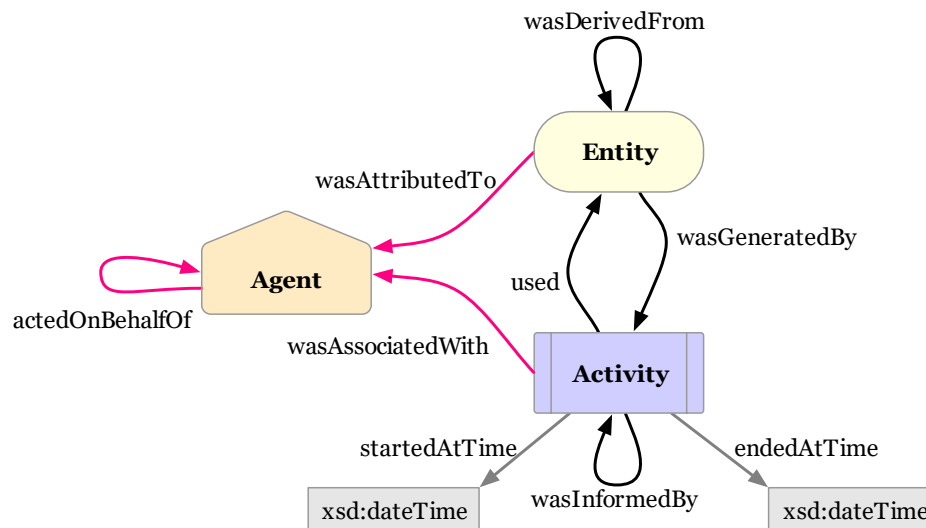 wasDerivedFrom
Entity
wasAttributedTo
wasGeneratedBy
Agent
used
actedOnBehalfOf
wasAssociatedWith
Activity
startedAtTime
endedAtTime
wasInformedBy
xsd:dateTime
xsd:dateTime